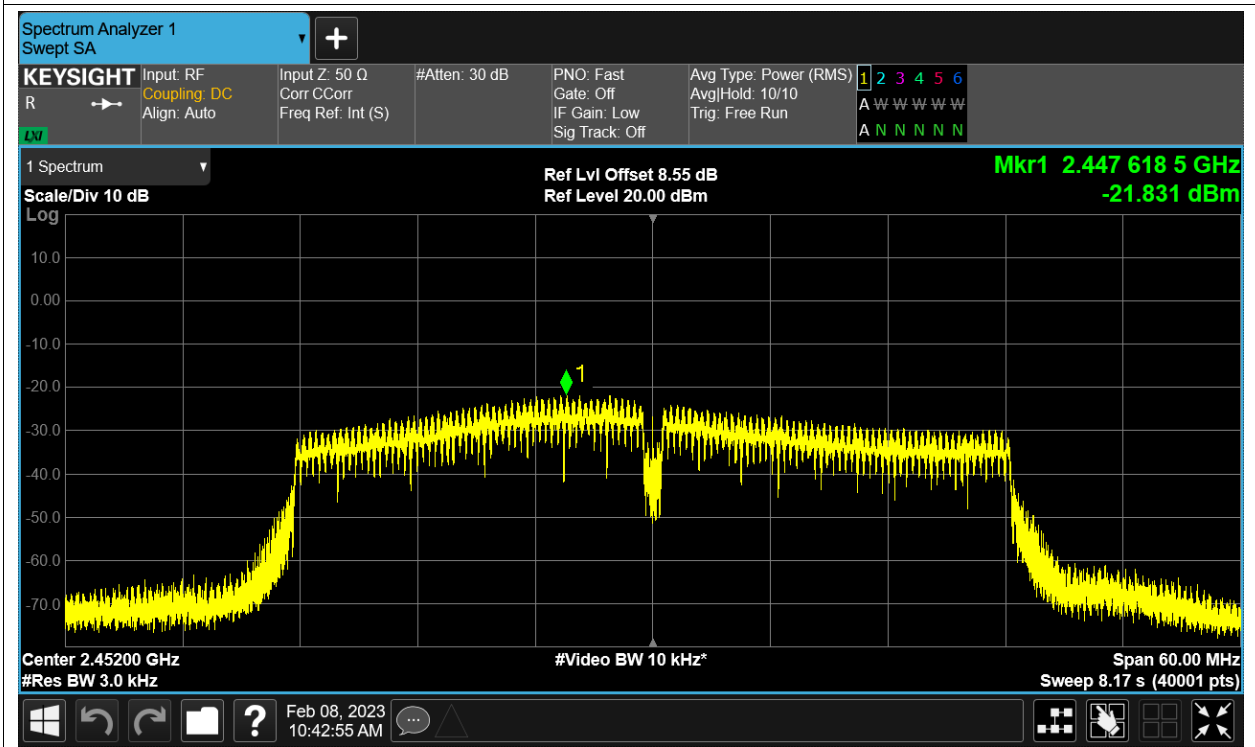 Spectrum Analyzer 1
Swept SA
KEYSIGHT
R
LXI
Input: RF
Coupling: DC
Align: Auto
Input Z: 50 Ω
Corr CCorr
Freq Ref: Int (S)
#Atten: 30 dB
PNO: Fast
Gate: Off
IF Gain: Low
Sig Track: Off
Avg Type: Power (RMS)
Avg|Hold: 10/10
Trig: Free Run
1 2 3 4 5 6
A W W W W W
A N N N N N
1 Spectrum
Scale/Div 10 dB
Log
Ref Lvl Offset 8.55 dB
Ref Level 20.00 dBm
Mkr1 2.447 618 5 GHz
-21.831 dBm
10.0
0.00
-10.0
-20.0
-30.0
-40.0
-50.0
-60.0
-70.0
1
Center 2.45200 GHz
#Res BW 3.0 kHz
#Video BW 10 kHz*
Span 60.00 MHz
Sweep 8.17 s (40001 pts)
?
Feb 08, 2023
10:42:55 AM